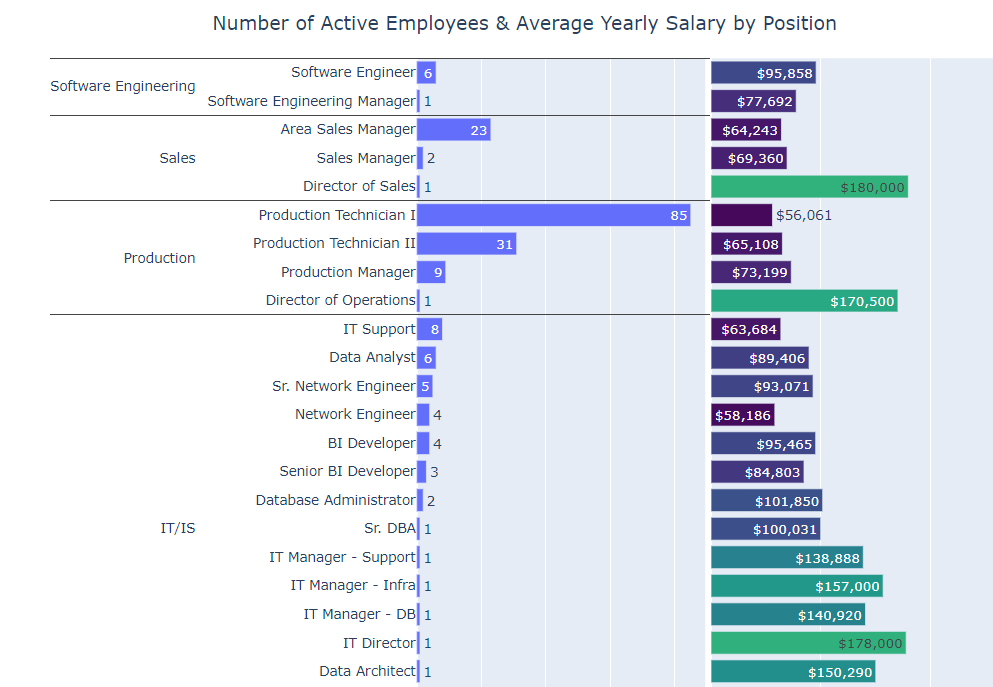 Number of Active Employees & Average Yearly Salary by Position
Software Engineering
Software Engineer 6 $95,858
Software Engineering Manager 1 $77,692
Sales
Area Sales Manager 23 $64,243
Sales Manager 2 $69,360
Director of Sales 1 $180,000
Production
Production Technician I 85 $56,061
Production Technician II 31 $65,108
Production Manager 9 $73,199
Director of Operations 1 $170,500
IT/IS
IT Support 8 $63,684
Data Analyst 6 $89,406
Sr. Network Engineer 5 $93,071
Network Engineer 4 $58,186
BI Developer 4 $95,465
Senior BI Developer 3 $84,803
Database Administrator 2 $101,850
Sr. DBA 1 $100,031
IT Manager - Support 1 $138,888
IT Manager - Infra 1 $157,000
IT Manager - DB 1 $140,920
IT Director 1 $178,000
Data Architect 1 $150,290